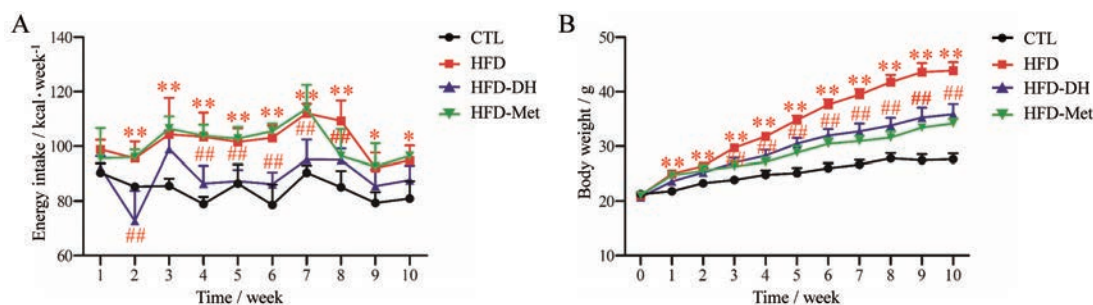 A
140
120
100
80
60
Energy intake / kcal·week⁻¹
** ** ** ** ** ** ** * *
## ## ## ## ## ##
1 2 3 4 5 6 7 8 9 10
Time / week
CTL
HFD
HFD-DH
HFD-Met
B
50
40
30
20
10
Body weight / g
** ** ** ** ** ** ** ** ** **
## ## ## ## ## ## ## ##
0 1 2 3 4 5 6 7 8 9 10
Time / week
CTL
HFD
HFD-DH
HFD-Met